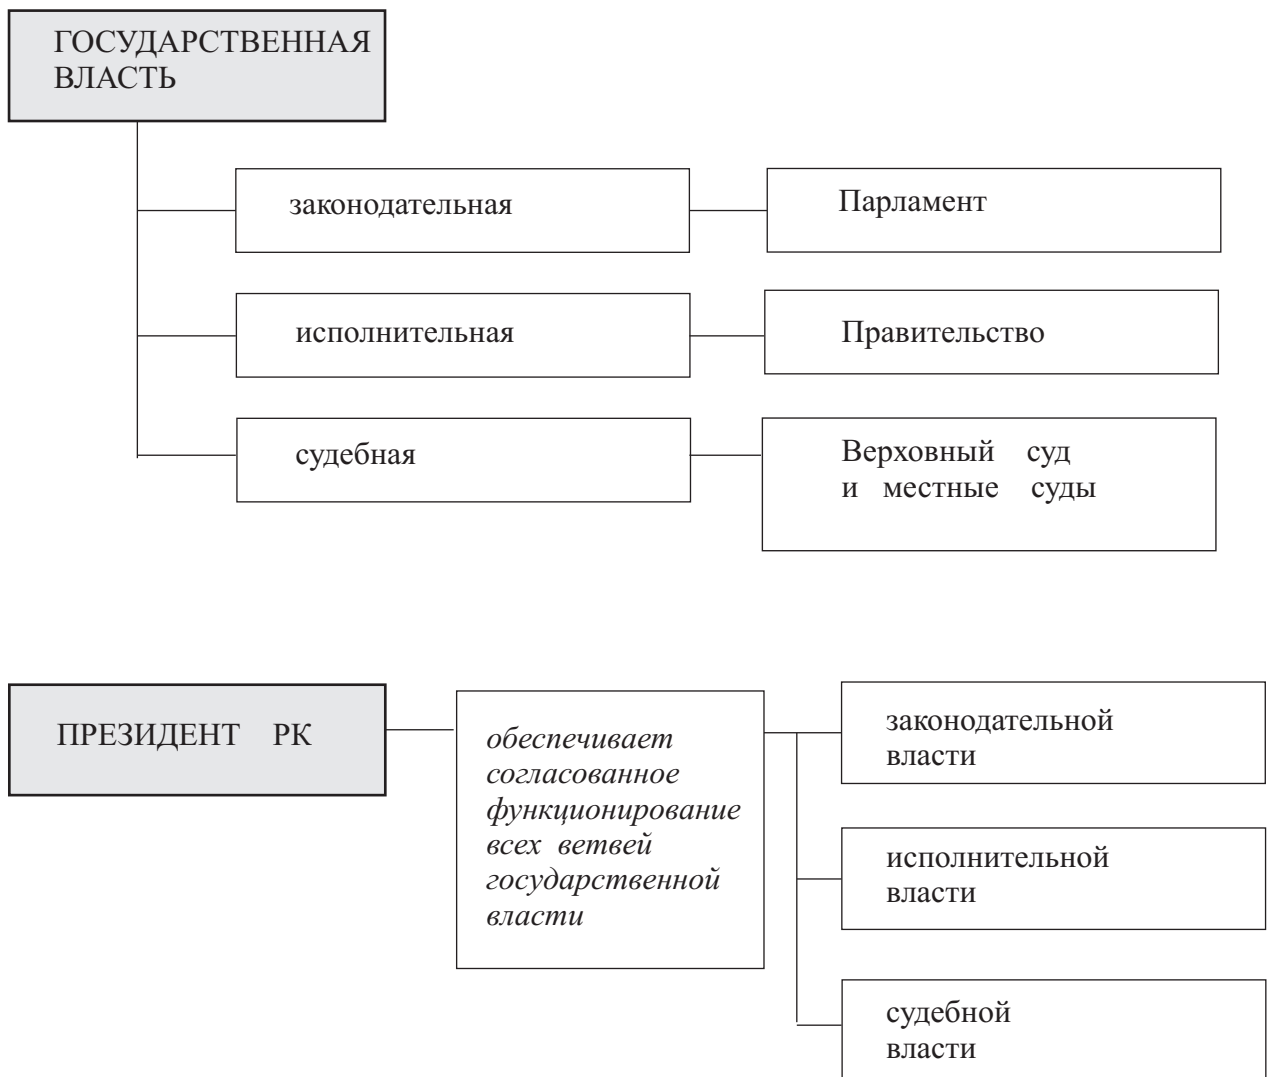 ГОСУДАРСТВЕННАЯ
ВЛАСТЬ
законодательная
Парламент
исполнительная
Правительство
судебная
Верховный суд
и местные суды
ПРЕЗИДЕНТ РК
обеспечивает
согласованное
функционирование
всех ветвей
государственной
власти
законодательной
власти
исполнительной
власти
судебной
власти